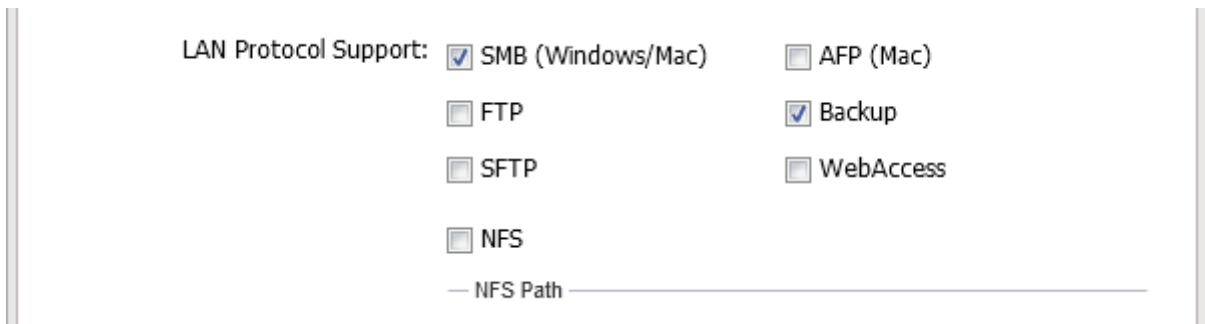 LAN Protocol Support: SMB (Windows/Mac) AFP (Mac)
FTP Backup
SFTP WebAccess
NFS
NFS Path